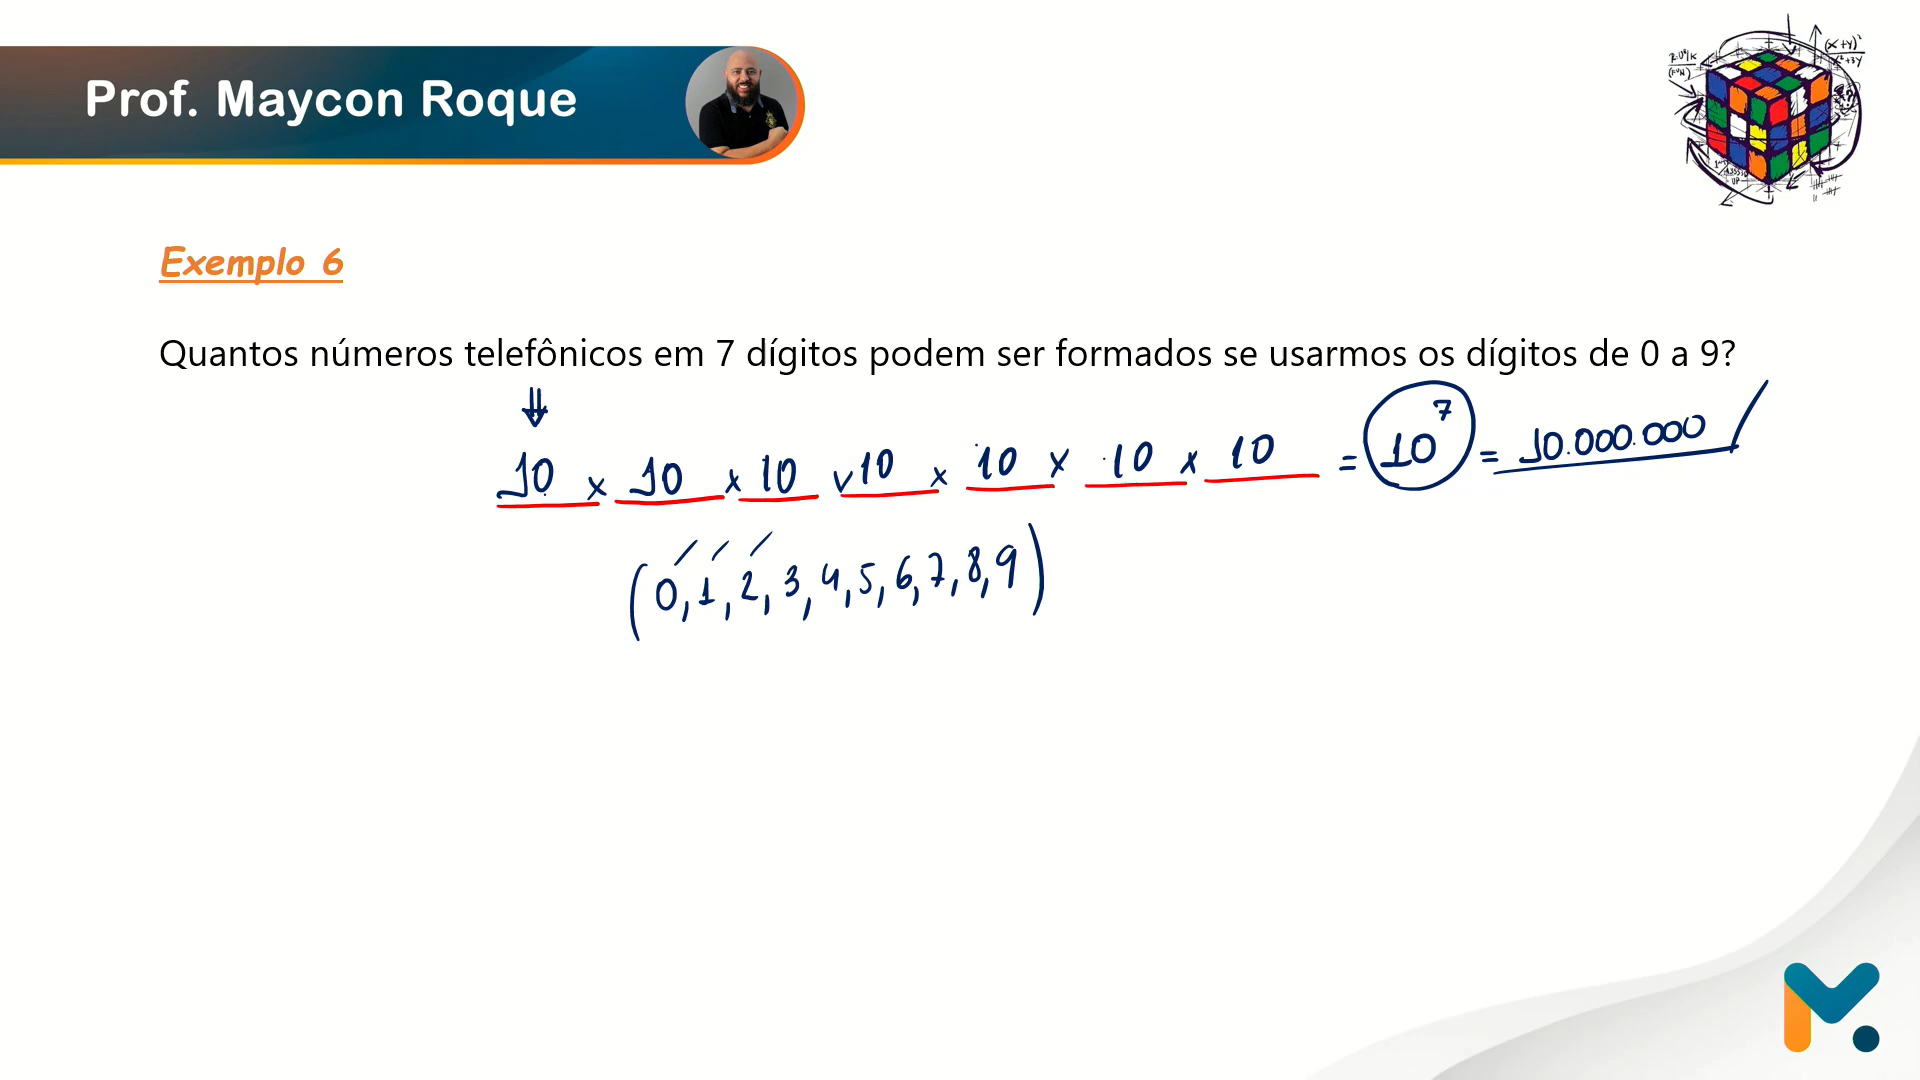 Prof. Maycon Roque
Exemplo 6
Quantos números telefônicos em 7 dígitos podem ser formados se usarmos os dígitos de 0 a 9?
10 x 10 x 10 x 10 x 10 x 10 x 10 = 10⁷ = 10.000.000
(0, 1, 2, 3, 4, 5, 6, 7, 8, 9)
(x+y)²